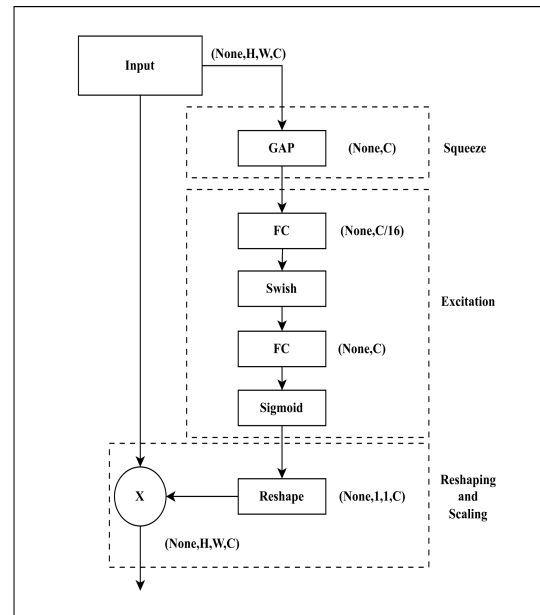 (None,H,W,C)
Input
GAP (None,C) Squeeze
FC (None,C/16)
Swish
Excitation
FC (None,C)
Sigmoid
X
Reshape (None,1,1,C)
Reshaping
and
Scaling
(None,H,W,C)